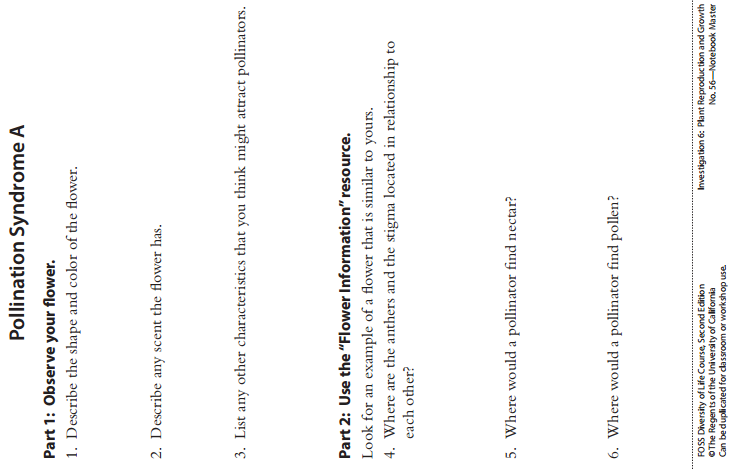 Pollination Syndrome A
Part 1: Observe your flower.
1. Describe the shape and color of the flower.
2. Describe any scent the flower has.
3. List any other characteristics that you think might attract pollinators.
Part 2: Use the “Flower Information” resource.
Look for an example of a flower that is similar to yours.
4. Where are the anthers and the stigma located in relationship to
each other?
5. Where would a pollinator find nectar?
6. Where would a pollinator find pollen?
FOSS Diversity of Life Course, Second Edition
©The Regents of the University of California
Can be duplicated for classroom or workshop use.
Investigation 6: Plant Reproduction and Growth
No. 56—Notebook Master